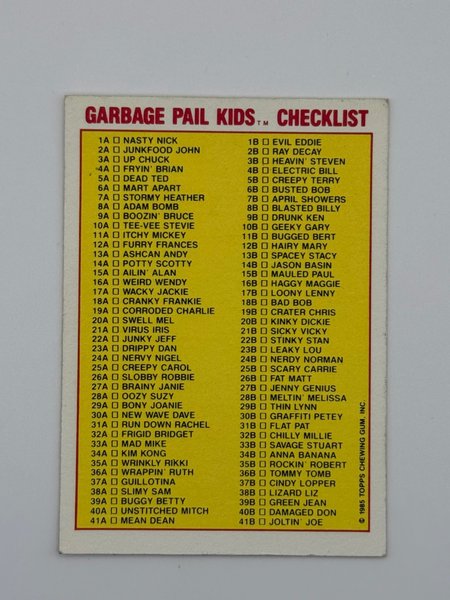 GARBAGE PAIL KIDS™ CHECKLIST
1A ☐ NASTY NICK
2A ☐ JUNKFOOD JOHN
3A ☐ UP CHUCK
4A ☐ FRYIN' BRIAN
5A ☐ DEAD TED
6A ☐ MART APART
7A ☐ STORMY HEATHER
8A ☐ ADAM BOMB
9A ☐ BOOZIN' BRUCE
10A ☐ TEE-VEE STEVIE
11A ☐ ITCHY MICKEY
12A ☐ FURRY FRANCES
13A ☐ ASHCAN ANDY
14A ☐ POTTY SCOTTY
15A ☐ AILIN' ALAN
16A ☐ WEIRD WENDY
17A ☐ WACKY JACKIE
18A ☐ CRANKY FRANKIE
19A ☐ CORRODED CHARLIE
20A ☐ SWELL MEL
21A ☐ VIRUS IRIS
22A ☐ JUNKY JEFF
23A ☐ DRIPPY DAN
24A ☐ NERVY NIGEL
25A ☐ CREEPY CAROL
26A ☐ SLOBBY ROBBIE
27A ☐ BRAINY JANIE
28A ☐ OOZY SUZY
29A ☐ BONY JOANIE
30A ☐ NEW WAVE DAVE
31A ☐ RUN DOWN RACHEL
32A ☐ FRIGID BRIDGET
33A ☐ MAD MIKE
34A ☐ KIM KONG
35A ☐ WRINKLY RIKKI
36A ☐ WRAPPIN' RUTH
37A ☐ GUILLOTINA
38A ☐ SLIMY SAM
39A ☐ BUGGY BETTY
40A ☐ UNSTITCHED MITCH
41A ☐ MEAN DEAN
1B ☐ EVIL EDDIE
2B ☐ RAY DECAY
3B ☐ HEAVIN' STEVEN
4B ☐ ELECTRIC BILL
5B ☐ CREEPY TERRY
6B ☐ BUSTED BOB
7B ☐ APRIL SHOWERS
8B ☐ BLASTED BILLY
9B ☐ DRUNK KEN
10B ☐ GEEKY GARY
11B ☐ BUGGED BERT
12B ☐ HAIRY MARY
13B ☐ SPACEY STACY
14B ☐ JASON BASIN
15B ☐ MAULED PAUL
16B ☐ HAGGY MAGGIE
17B ☐ LOONY LENNY
18B ☐ BAD BOB
19B ☐ CRATER CHRIS
20B ☐ KINKY DICKIE
21B ☐ SICKY VICKY
22B ☐ STINKY STAN
23B ☐ LEAKY LOU
24B ☐ NERDY NORMAN
25B ☐ SCARY CARRIE
26B ☐ FAT MATT
27B ☐ JENNY GENIUS
28B ☐ MELTIN' MELISSA
29B ☐ THIN LYNN
30B ☐ GRAFFITI PETEY
31B ☐ FLAT PAT
32B ☐ CHILLY MILLIE
33B ☐ SAVAGE STUART
34B ☐ ANNA BANANA
35B ☐ ROCKIN' ROBERT
36B ☐ TOMMY TOMB
37B ☐ CINDY LOPPER
38B ☐ LIZARD LIZ
39B ☐ GREEN JEAN
40B ☐ DAMAGED DON
41B ☐ JOLTIN' JOE
© 1985 TOPPS CHEWING GUM, INC.